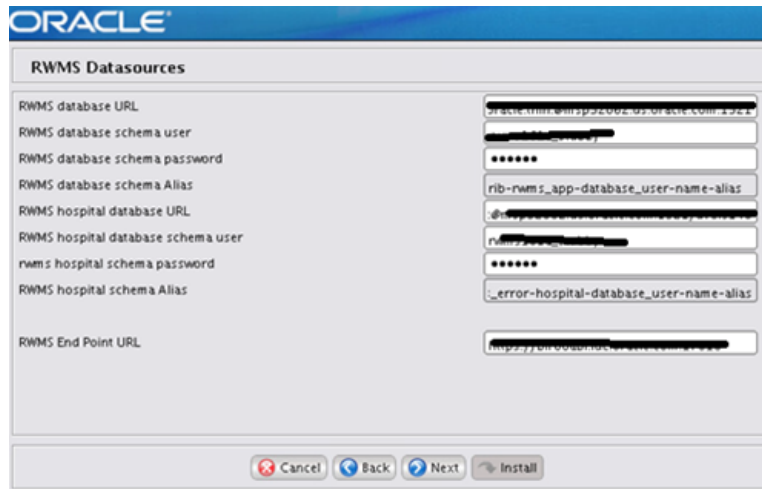 ORACLE
RWMS Datasources
RWMS database URL
RWMS database schema user
RWMS database schema password ••••••
RWMS database schema Alias rib-rwms_app-database_user-name-alias
RWMS hospital database URL
RWMS hospital database schema user
rwms hospital schema password ••••••
RWMS hospital schema Alias :_error-hospital-database_user-name-alias
RWMS End Point URL
Cancel Back Next Install